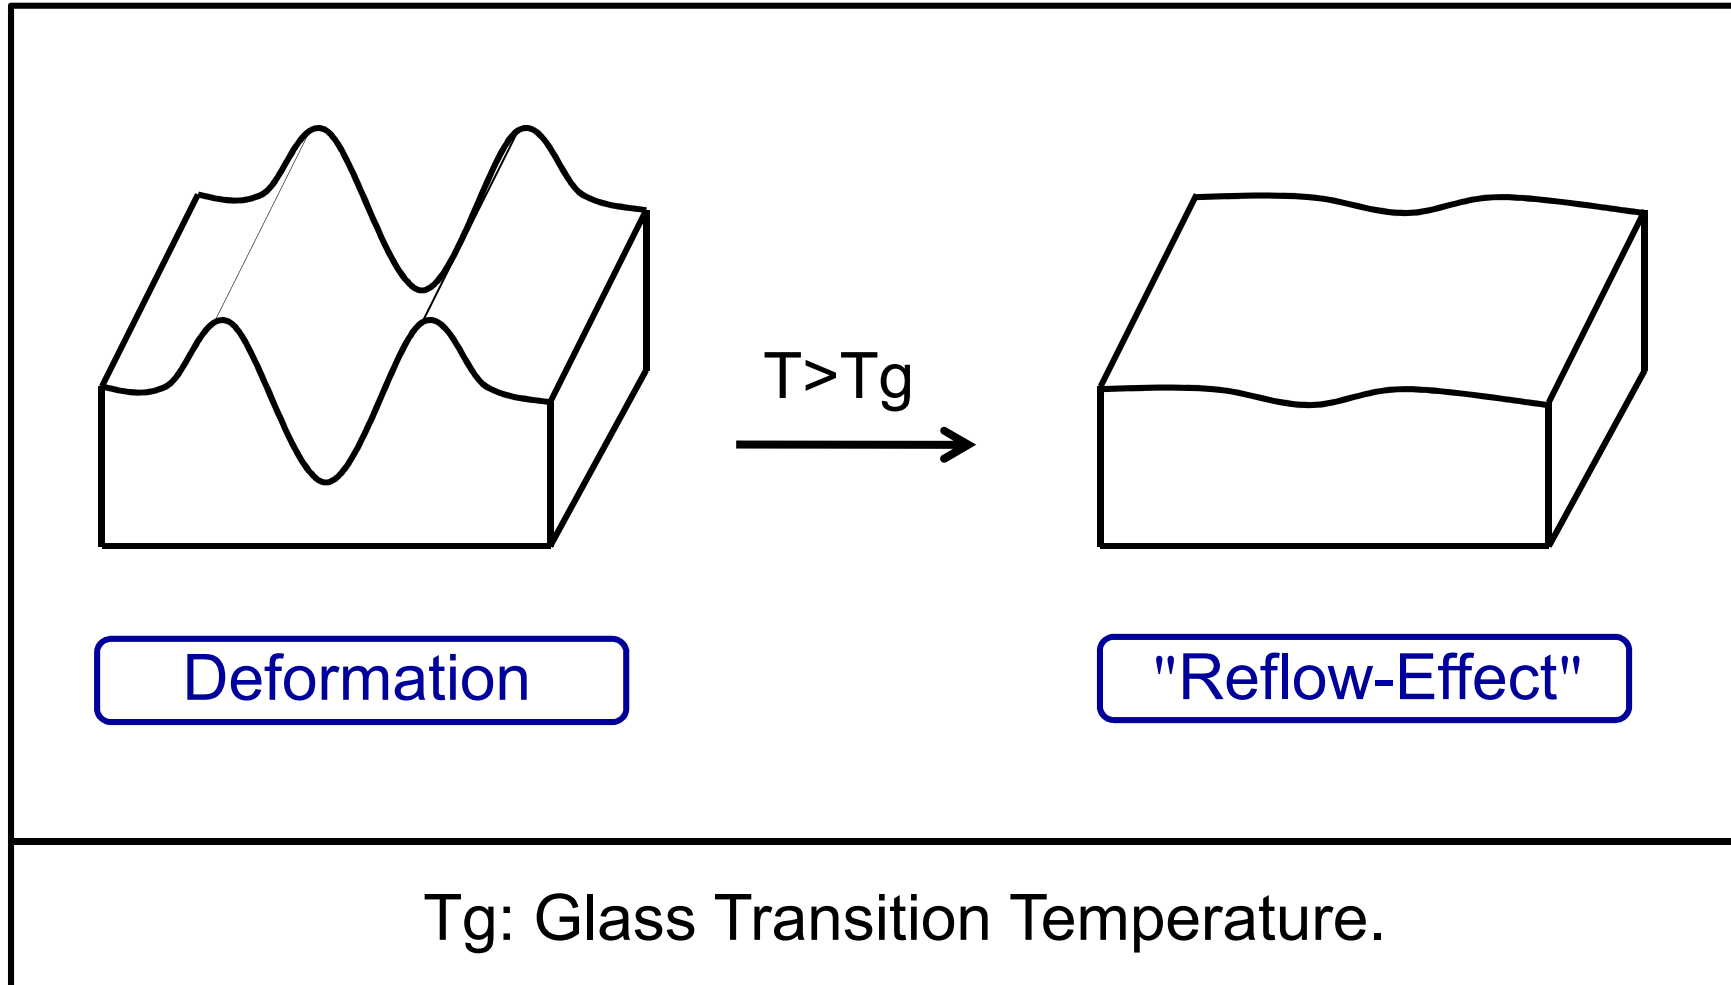 T>Tg
Deformation
"Reflow-Effect"
Tg: Glass Transition Temperature.